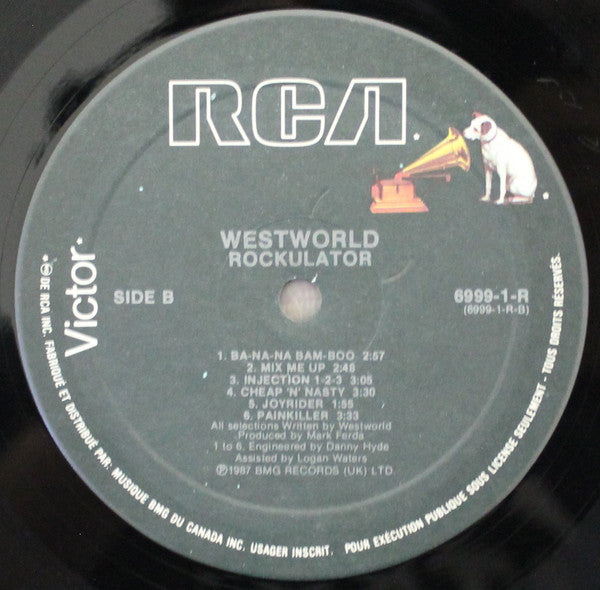 RCA
Victor
WESTWORLD
ROCKULATOR
SIDE B
6999-1-R
(6999-1-R-B)
1. BA-NA-NA BAM-BOO 2:57
2. MIX ME UP 2:48
3. INJECTION 1-2-3 3:05
4. CHEAP 'N' NASTY 3:30
5. JOYRIDER 1:55
6. PAINKILLER 3:33
All selections Written by Westworld
Produced by Mark Ferda
1 to 6. Engineered by Danny Hyde
Assisted by Logan Waters
℗1987 BMG RECORDS (UK) LTD.
* ⓂDE RCA INC. FABRIQUÉ ET DISTRIBUÉ PAR: MUSIQUE BMG DU CANADA INC. USAGER INSCRIT. POUR EXÉCUTION PUBLIQUE SOUS LICENSE SEULEMENT - TOUS DROITS RÉSERVÉS.